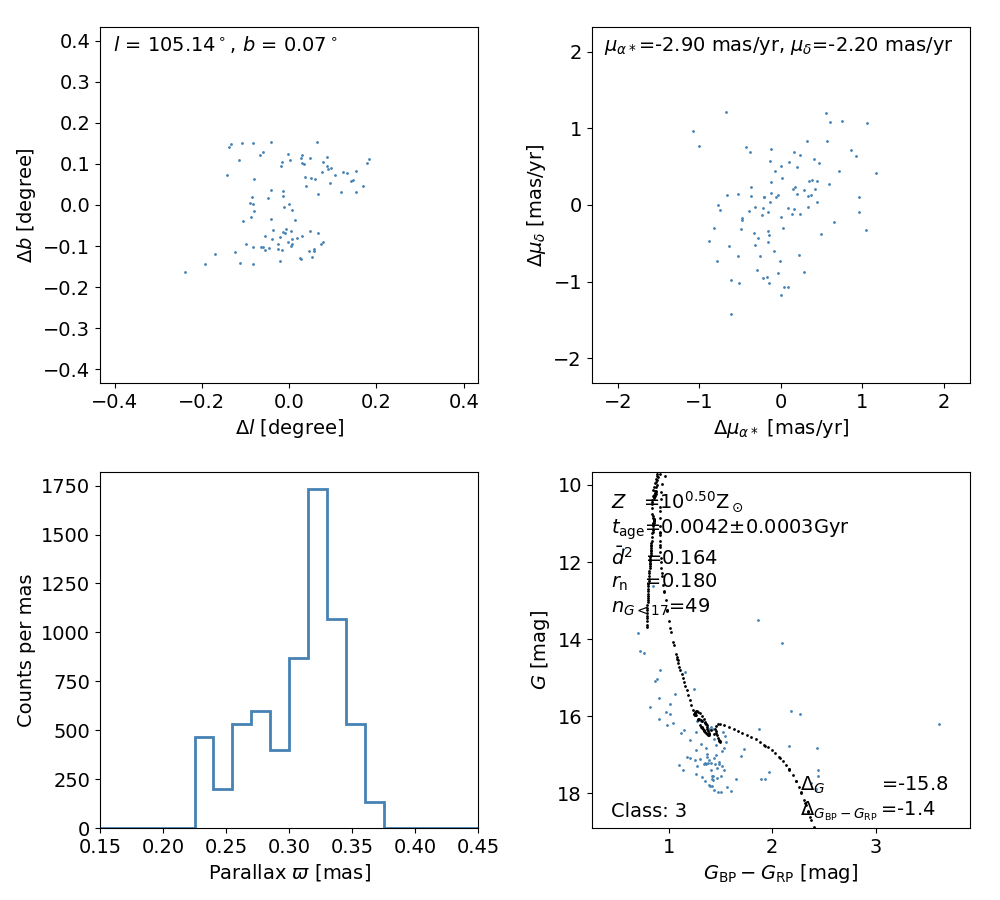 l = 105.14°, b = 0.07°
0.4
0.3
0.2
0.1
0.0
−0.1
−0.2
−0.3
−0.4
Δb [degree]
−0.4 −0.2 0.0 0.2 0.4
Δl [degree]
μα*=-2.90 mas/yr, μδ=-2.20 mas/yr
2
1
0
−1
−2
Δμδ [mas/yr]
−2 −1 0 1 2
Δμα* [mas/yr]
1750
1500
1250
1000
750
500
250
0
Counts per mas
0.15 0.20 0.25 0.30 0.35 0.40 0.45
Parallax ϖ [mas]
Z =10^0.50 Z⊙
t_age=0.0042±0.0003Gyr
d̄² =0.164
r_n =0.180
n_G<17=49
Δ_G =-15.8
Δ_GBP−GRP =-1.4
Class: 3
10
12
14
16
18
G [mag]
1 2 3
G_BP − G_RP [mag]